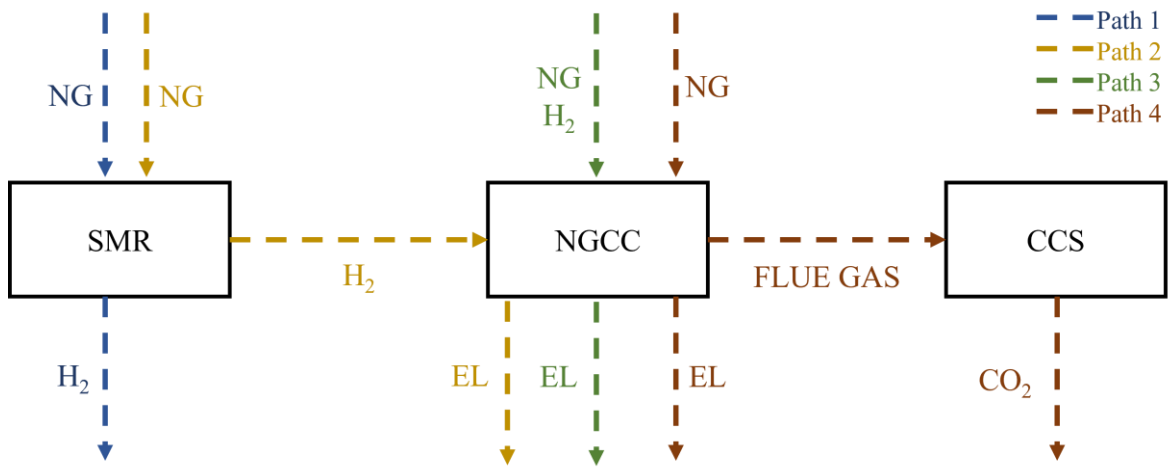 Path 1
Path 2
Path 3
Path 4
NG
NG
NG
H₂
NG
SMR
NGCC
CCS
H₂
FLUE GAS
H₂
EL
EL
EL
CO₂